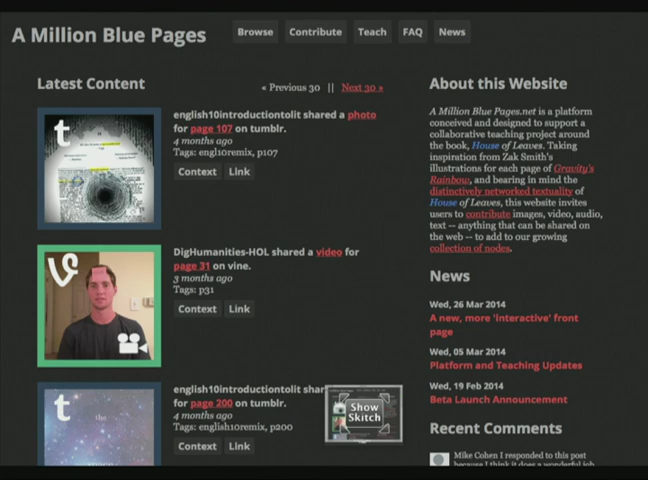 A Million Blue Pages
Browse
Contribute
Teach
FAQ
News
Latest Content
« Previous 30 || Next 30 »
t
english10introductiontolit shared a photo
for page 107 on tumblr.
4 months ago
Tags: engl10remix, p107
Context
Link
DigHumanities-HOL shared a video for
page 31 on vine.
3 months ago
Tags: p31
Context
Link
t
the
english10introductiontolit shar
for page 200 on tumblr.
4 months ago
Tags: english10remix, p200
Context
Link
Show
Skitch
About this Website
A Million Blue Pages.net is a platform
conceived and designed to support a
collaborative teaching project around
the book, House of Leaves. Taking
inspiration from Zak Smith's
illustrations for each page of Gravity's
Rainbow, and bearing in mind the
distinctively networked textuality of
House of Leaves, this website invites
users to contribute images, video, audio,
text -- anything that can be shared on
the web -- to add to our growing
collection of nodes.
News
Wed, 26 Mar 2014
A new, more 'interactive' front
page
Wed, 05 Mar 2014
Platform and Teaching Updates
Wed, 19 Feb 2014
Beta Launch Announcement
Recent Comments
Mike Cohen I responded to this post
because I think it does a wonderful job